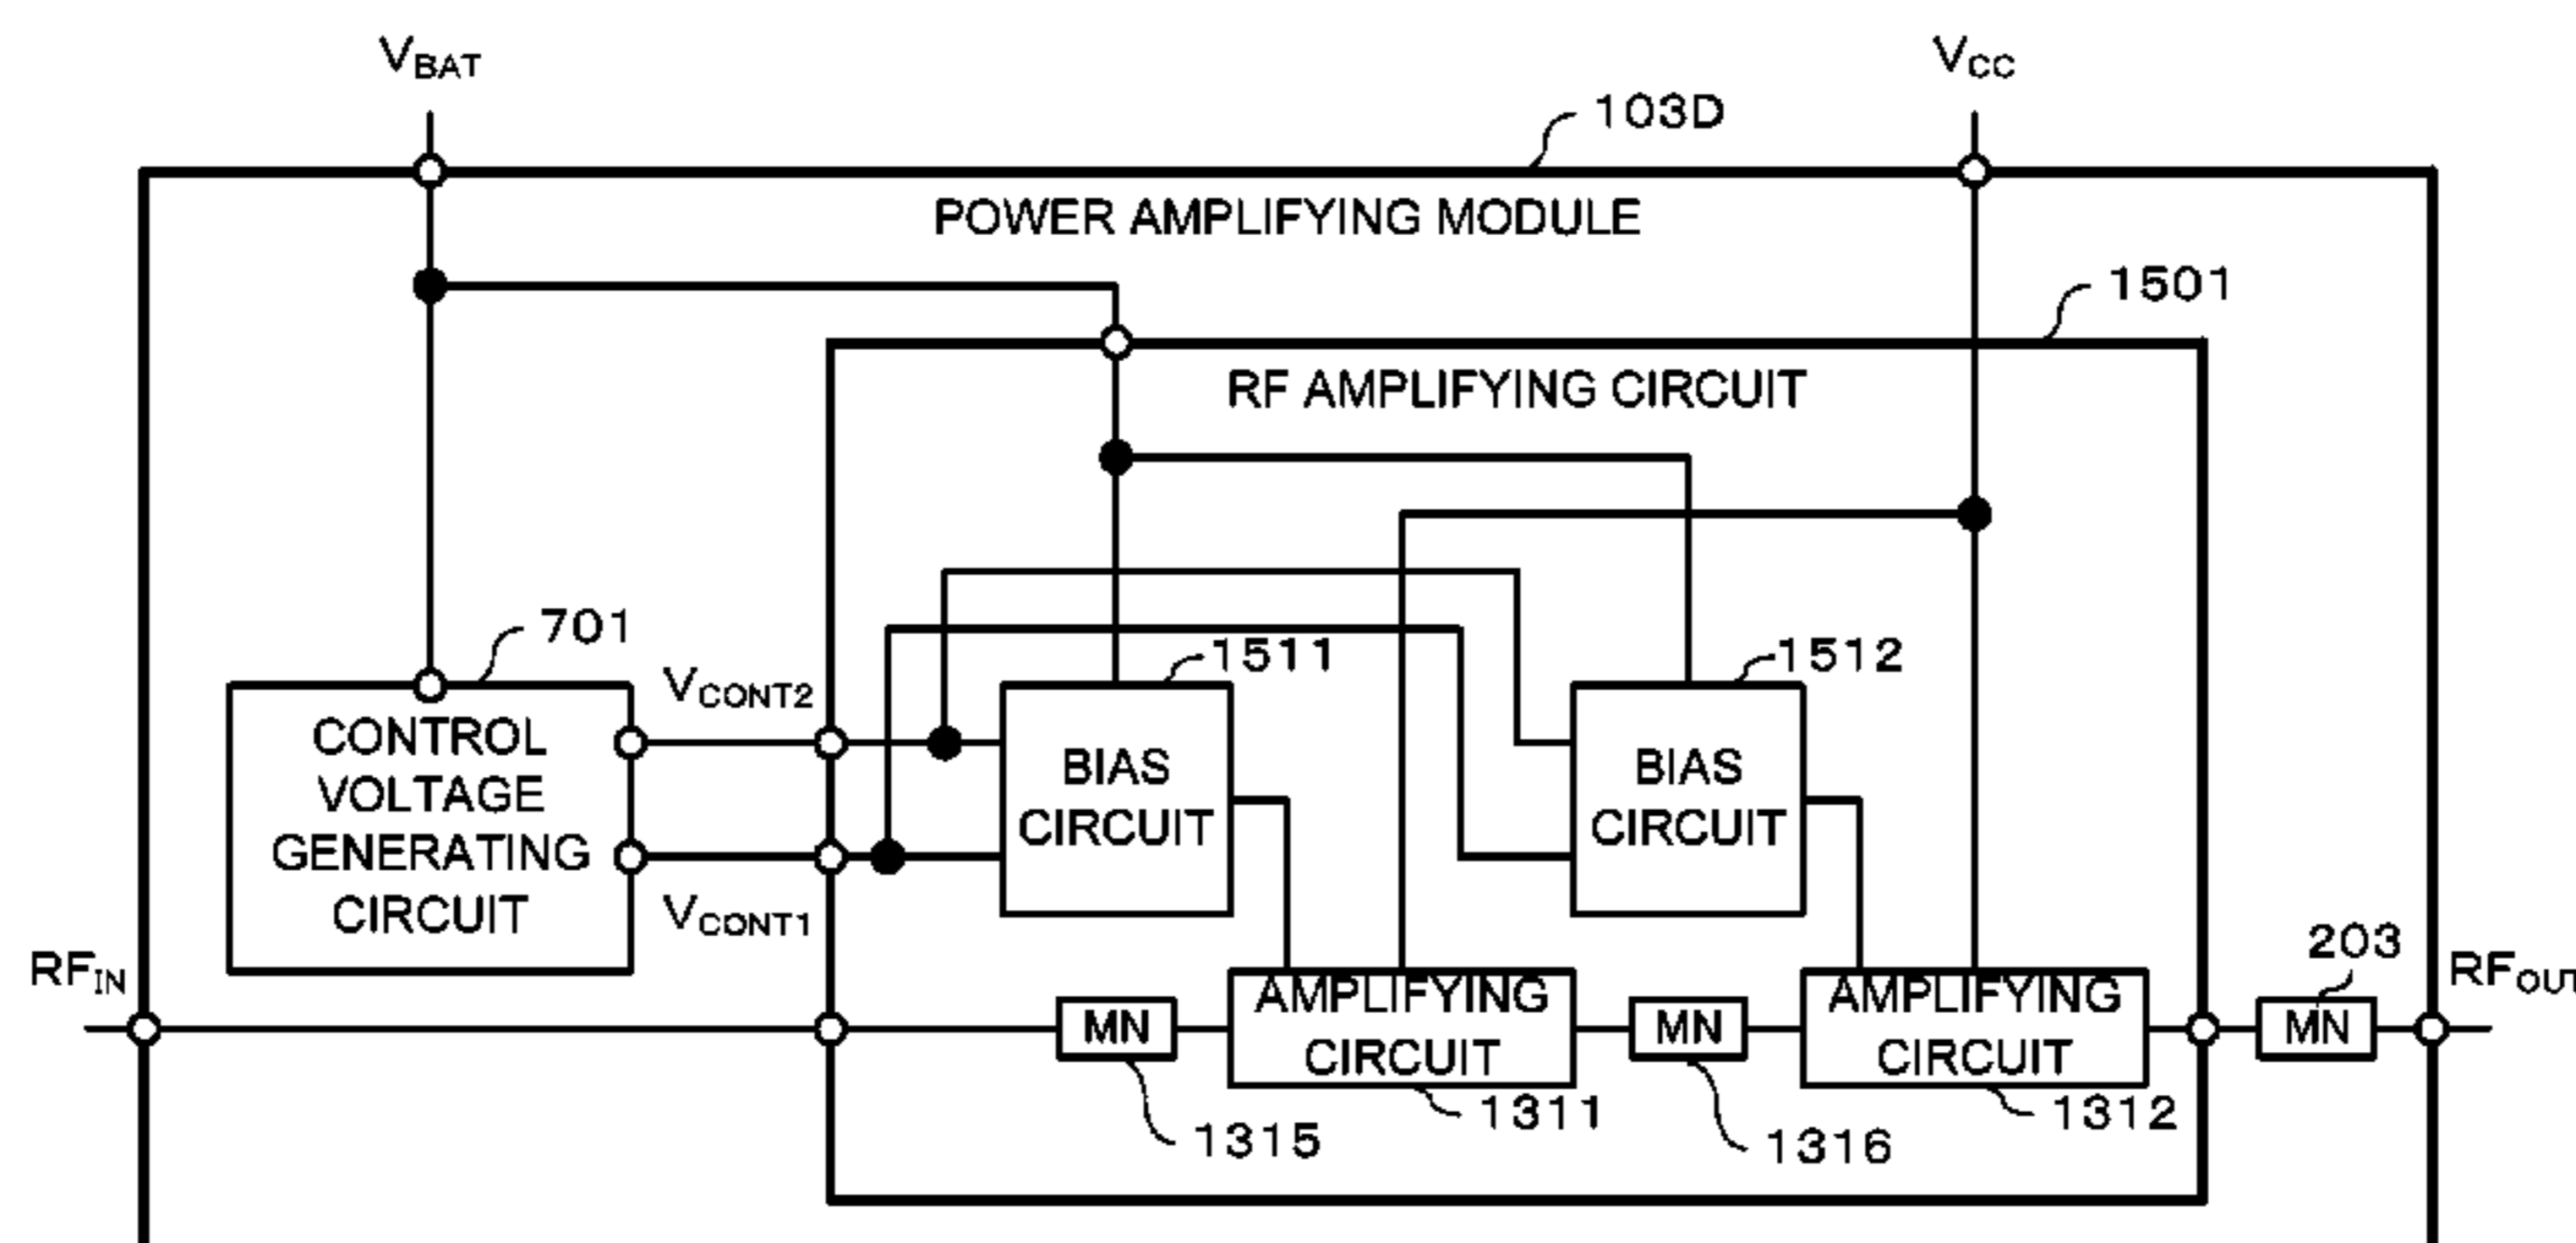 VBAT
VCC
103D
POWER AMPLIFYING MODULE
1501
RF AMPLIFYING CIRCUIT
701
VCONT2
1511
1512
CONTROL
VOLTAGE
GENERATING
CIRCUIT
BIAS
CIRCUIT
BIAS
CIRCUIT
VCONT1
203
RFIN
RFOUT
MN
AMPLIFYING
CIRCUIT
MN
AMPLIFYING
CIRCUIT
MN
1315
1311
1316
1312